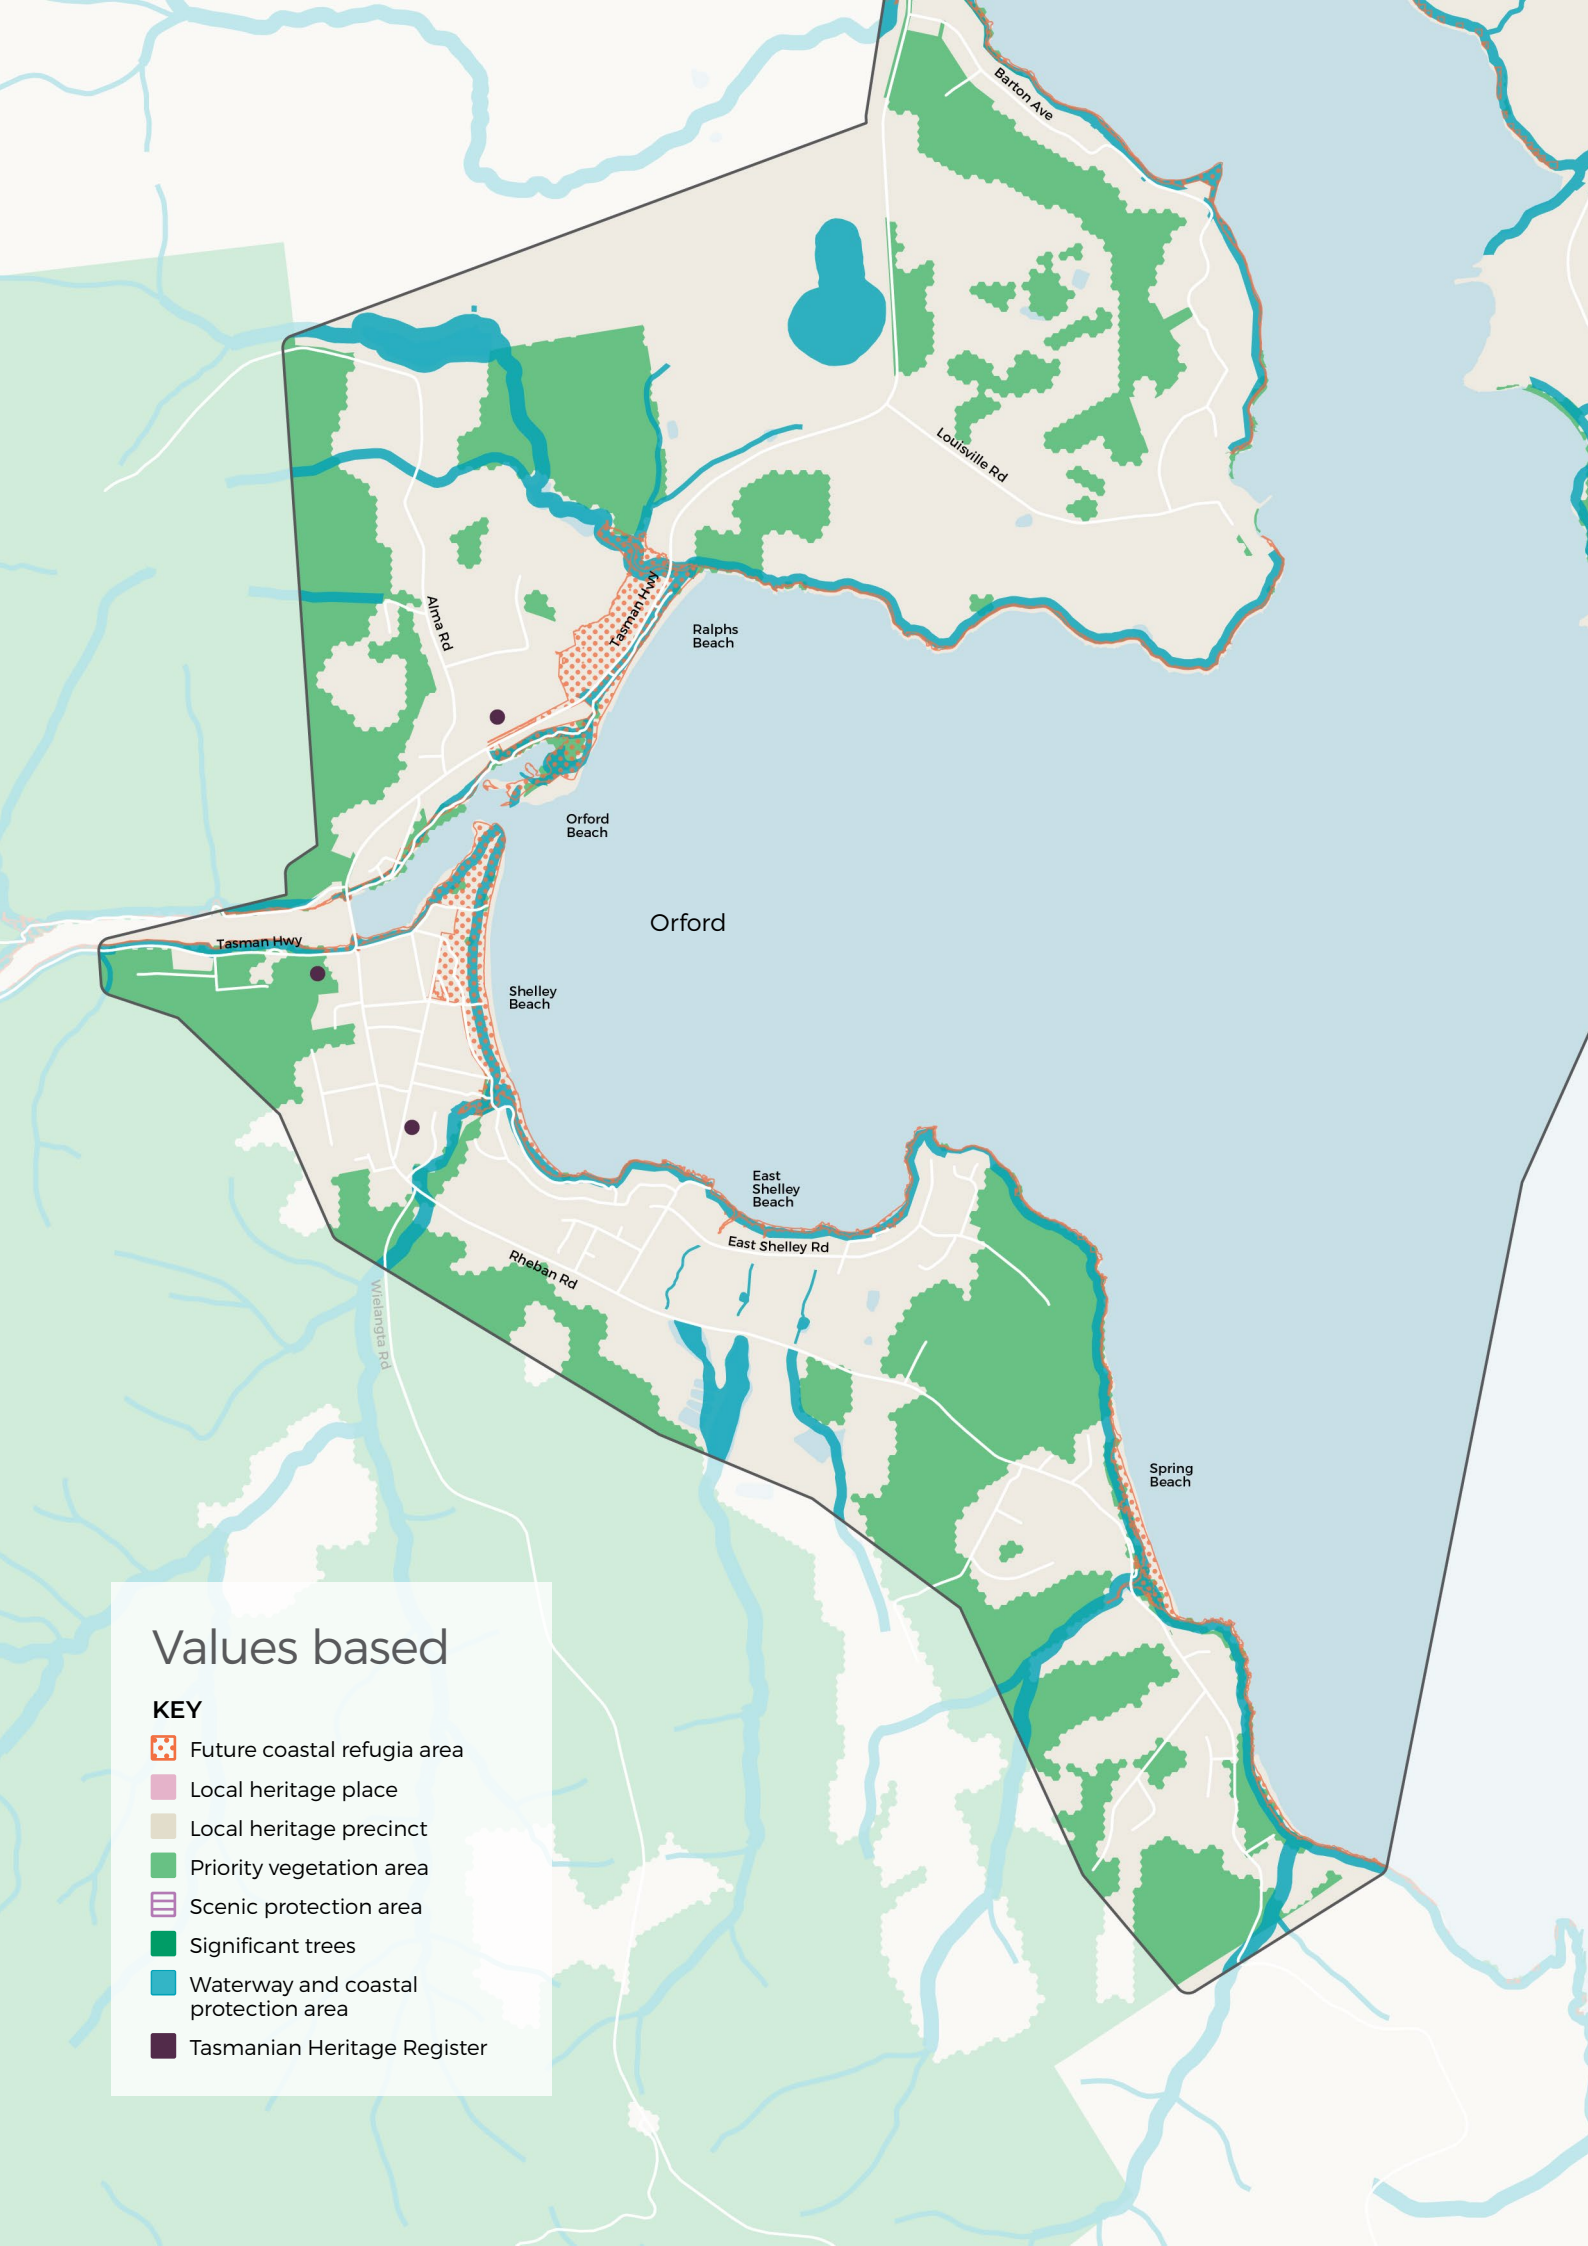 Barton Ave
Louisville Rd
Alma Rd
Tasman Hwy
Ralphs
Beach
Orford
Beach
Orford
Tasman Hwy
Shelley
Beach
East
Shelley
Beach
East Shelley Rd
Rheban Rd
Wielangta Rd
Spring
Beach
Values based
KEY
Future coastal refugia area
Local heritage place
Local heritage precinct
Priority vegetation area
Scenic protection area
Significant trees
Waterway and coastal
protection area
Tasmanian Heritage Register